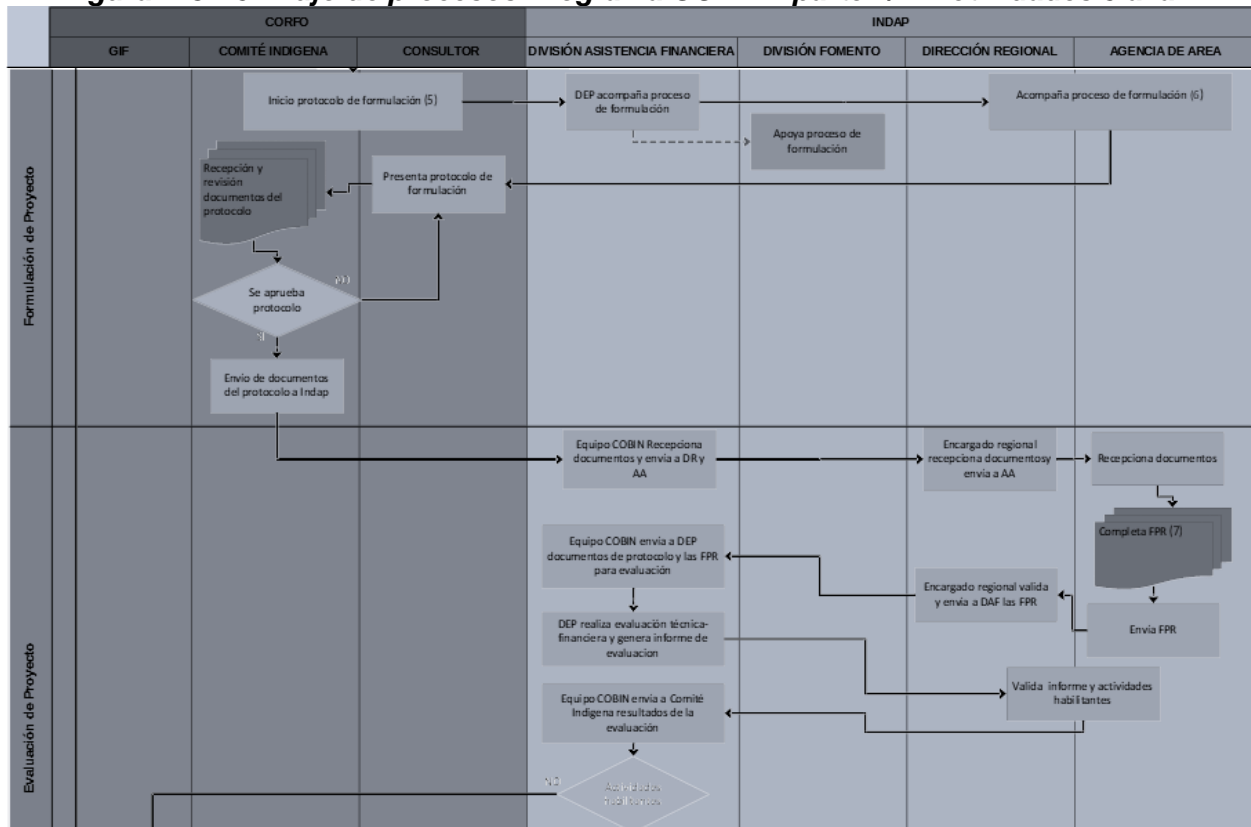 CORFO
INDAP
GIF
COMITÉ INDIGENA
CONSULTOR
DIVISIÓN ASISTENCIA FINANCIERA
DIVISIÓN FOMENTO
DIRECCIÓN REGIONAL
AGENCIA DE AREA
Formulación de Proyecto
Inicio protocolo de formulación (5)
DEP acompaña proceso
de formulación
Acompaña proceso de formulación (6)
Apoya proceso de
formulación
Recepción y
revisión
documentos del
protocolo
Presenta protocolo de
formulación
NO
Se aprueba
protocolo
SI
Envío de documentos
del protocolo a Indap
Evaluación de Proyecto
Equipo COBIN Recepciona
documentos y envía a DR y
AA
Encargado regional
recepciona documentosy
envía a AA
Recepciona documentos
Completa FPR (7)
Equipo COBIN envía a DEP
documentos de protocolo y las FPR
para evaluación
Encargado regional valida
y envía a DAF las FPR
Envía FPR
DEP realiza evaluación técnica-
financiera y genera informe de
evaluacion
Valida informe y actividades
habilitantes
Equipo COBIN envía a Comité
Indígena resultados de la
evaluación
NO
Actividades
habilitantes